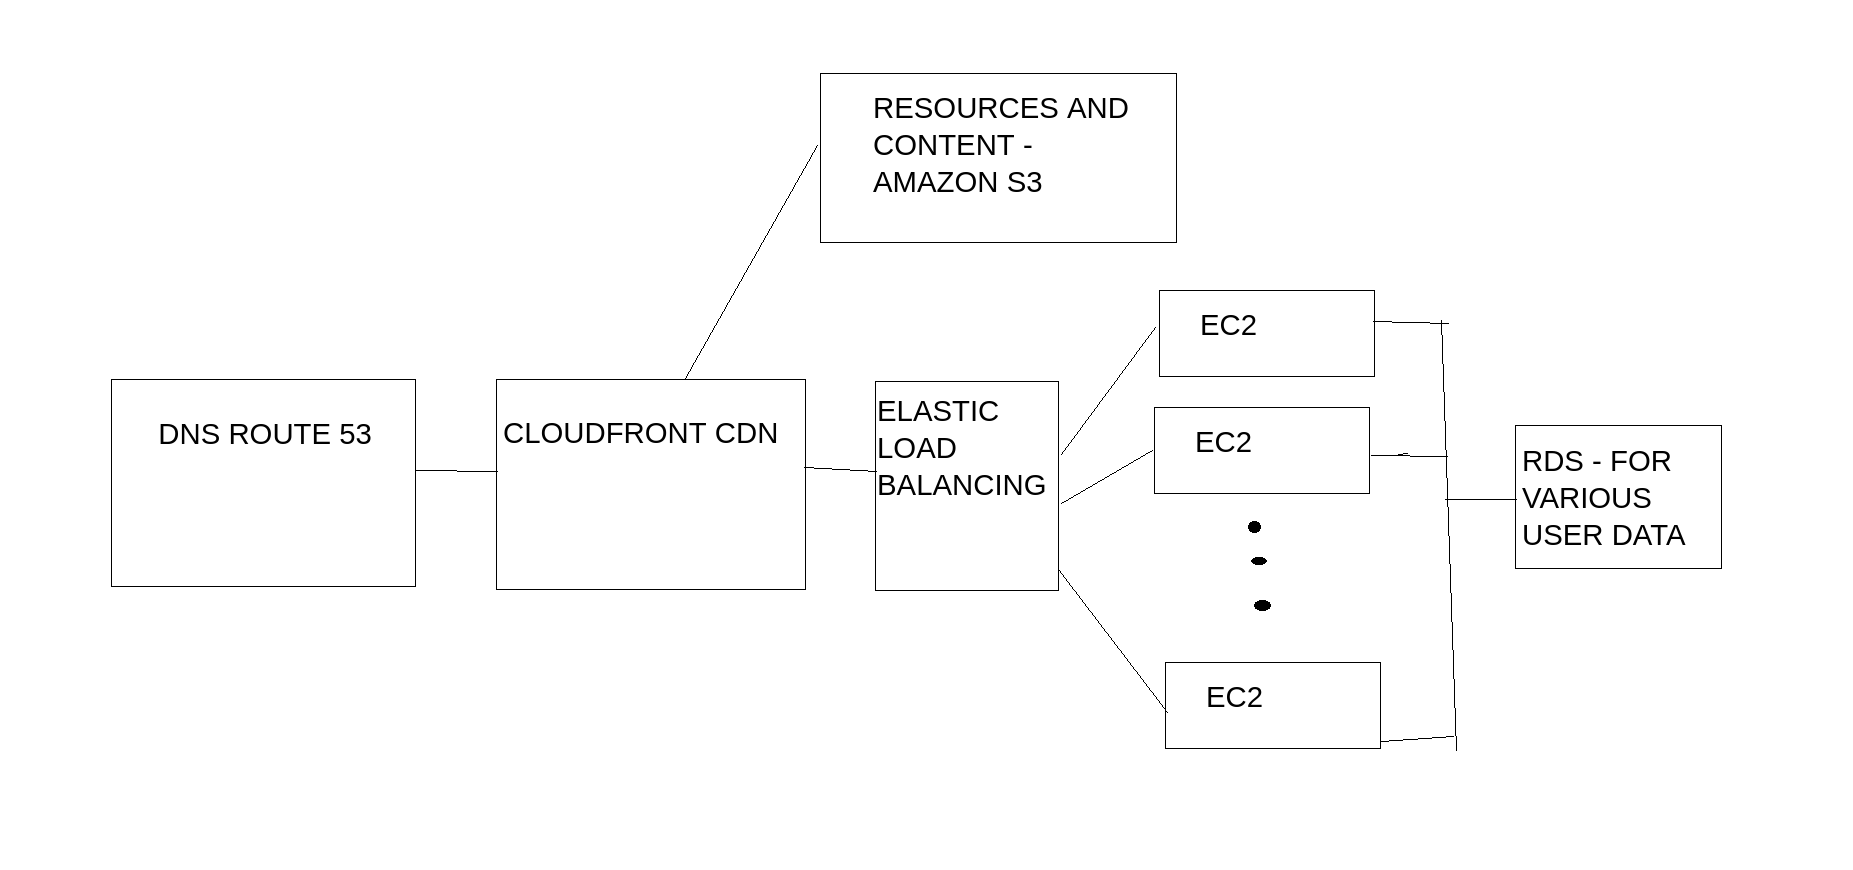 RESOURCES AND
CONTENT -
AMAZON S3
EC2
DNS ROUTE 53
CLOUDFRONT CDN
ELASTIC
LOAD
BALANCING
EC2
RDS - FOR
VARIOUS
USER DATA
EC2